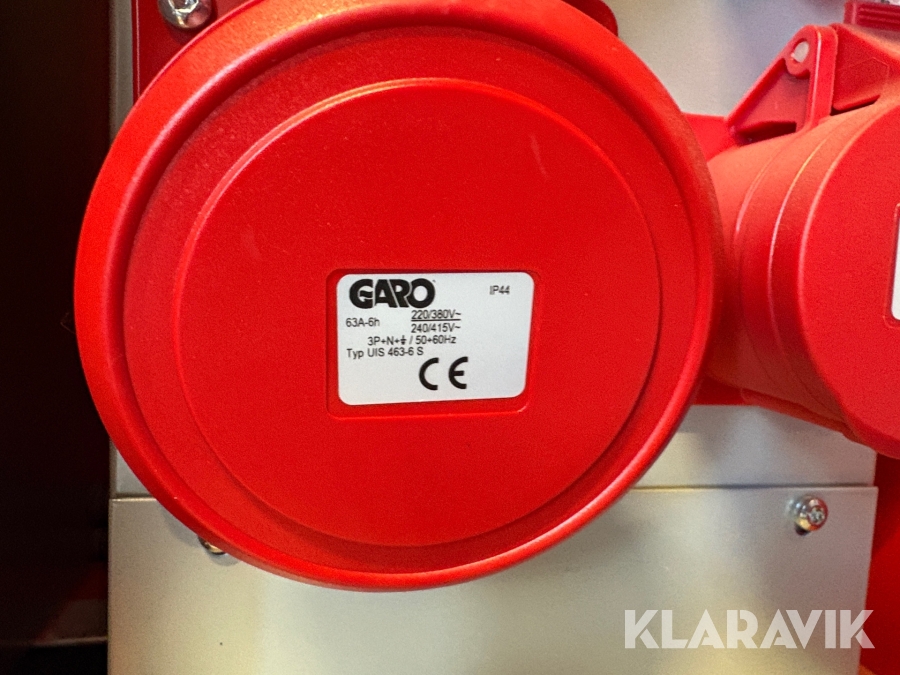 GARO IP44
63A-6h 220/380V~
240/415V~
3P+N+⏚ / 50+60Hz
Typ UIS 463-6 S
CE
KLARAVIK